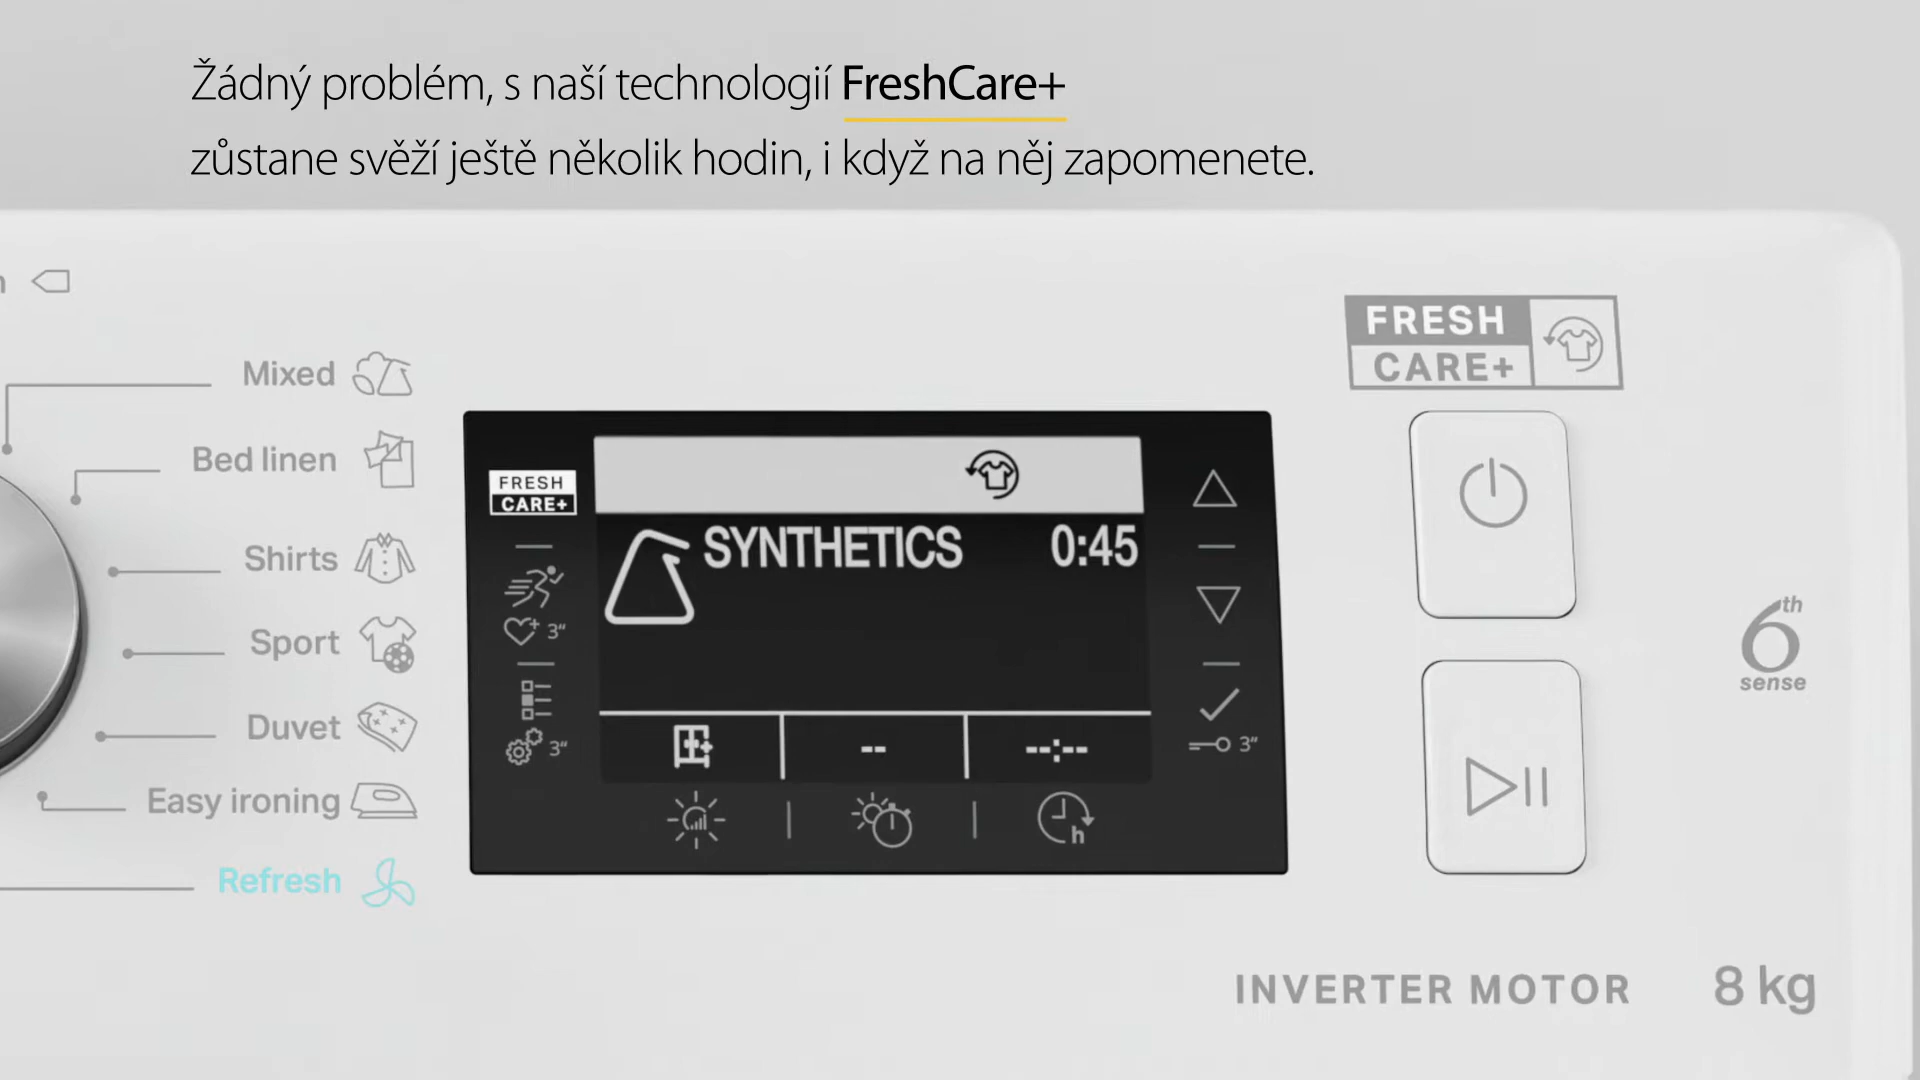 Žádný problém, s naší technologií FreshCare+
zůstane svěží ještě několik hodin, i když na něj zapomenete.
Mixed
Bed linen
Shirts
Sport
Duvet
Easy ironing
Refresh
FRESH
CARE+
3"
3"
SYNTHETICS 0:45
-- --:--
h
3"
FRESH
CARE+
6th
sense
INVERTER MOTOR 8 kg